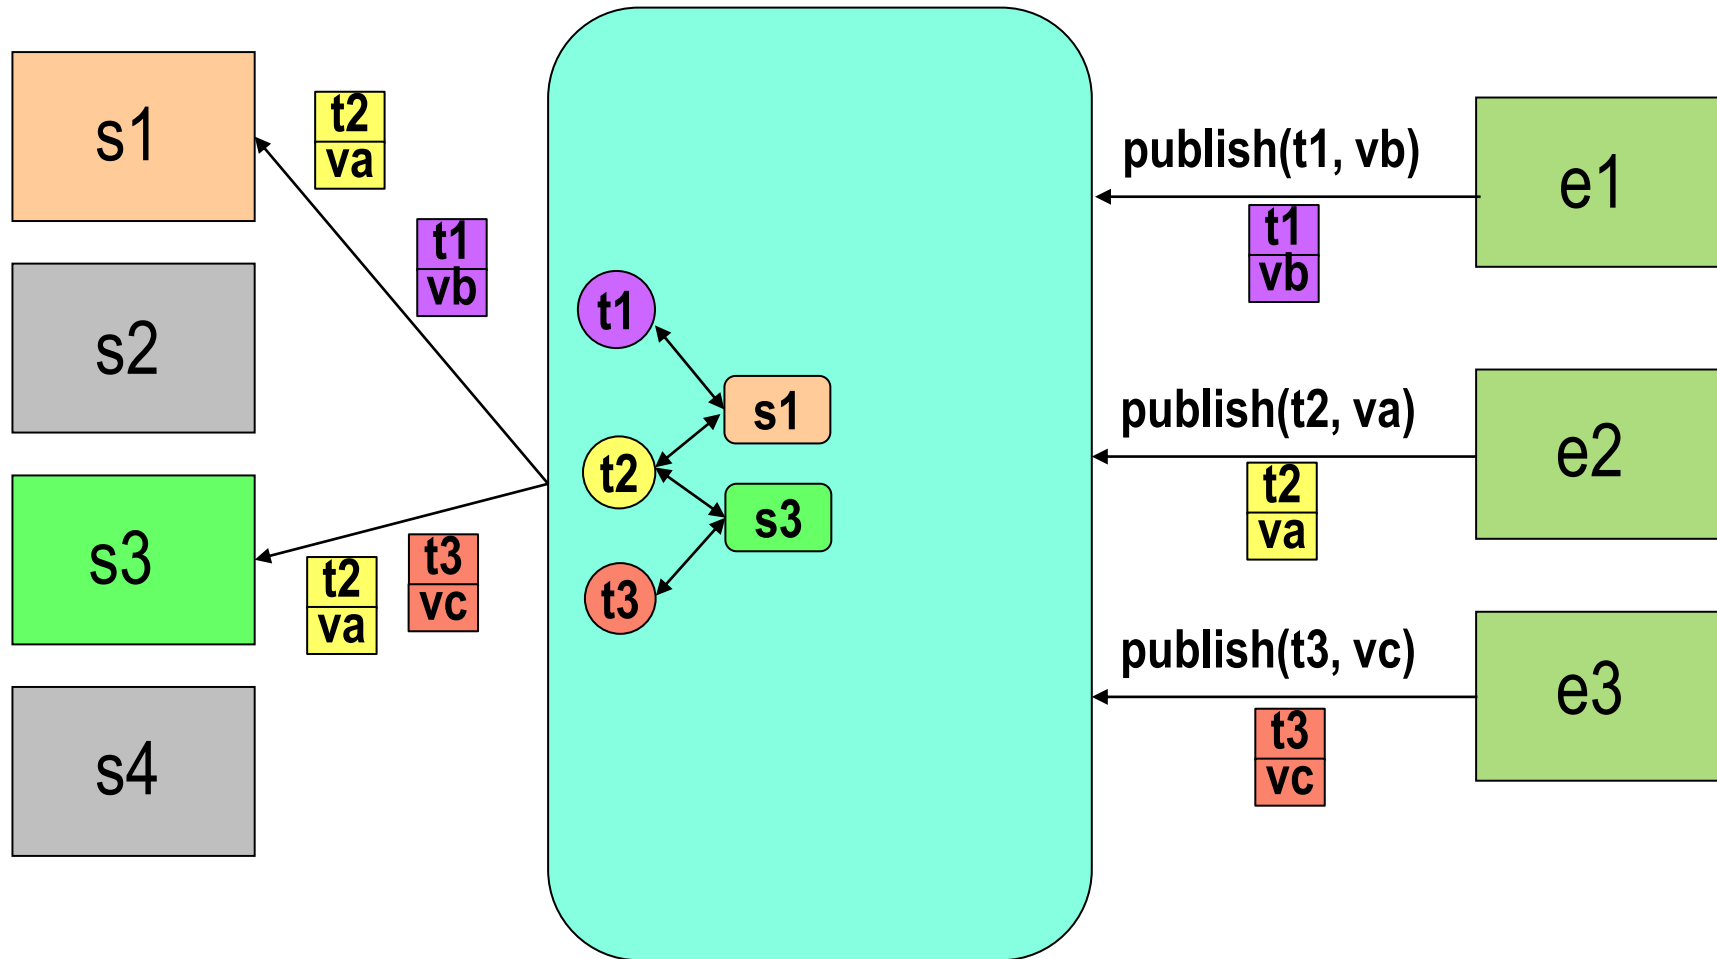 s1
s2
s3
s4
t2
va
t1
vb
t2
va
t3
vc
t1
t2
t3
s1
s3
publish(t1, vb)
t1
vb
publish(t2, va)
t2
va
publish(t3, vc)
t3
vc
e1
e2
e3